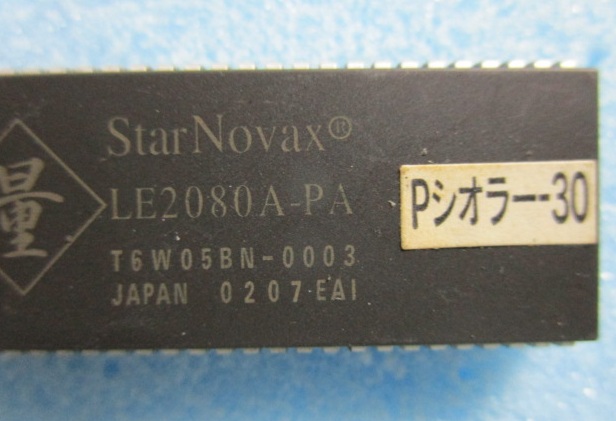 StarNovax®
量
LE2080A-PA
Pシオラー-30
T6W05BN-0003
JAPAN 0207 EAI